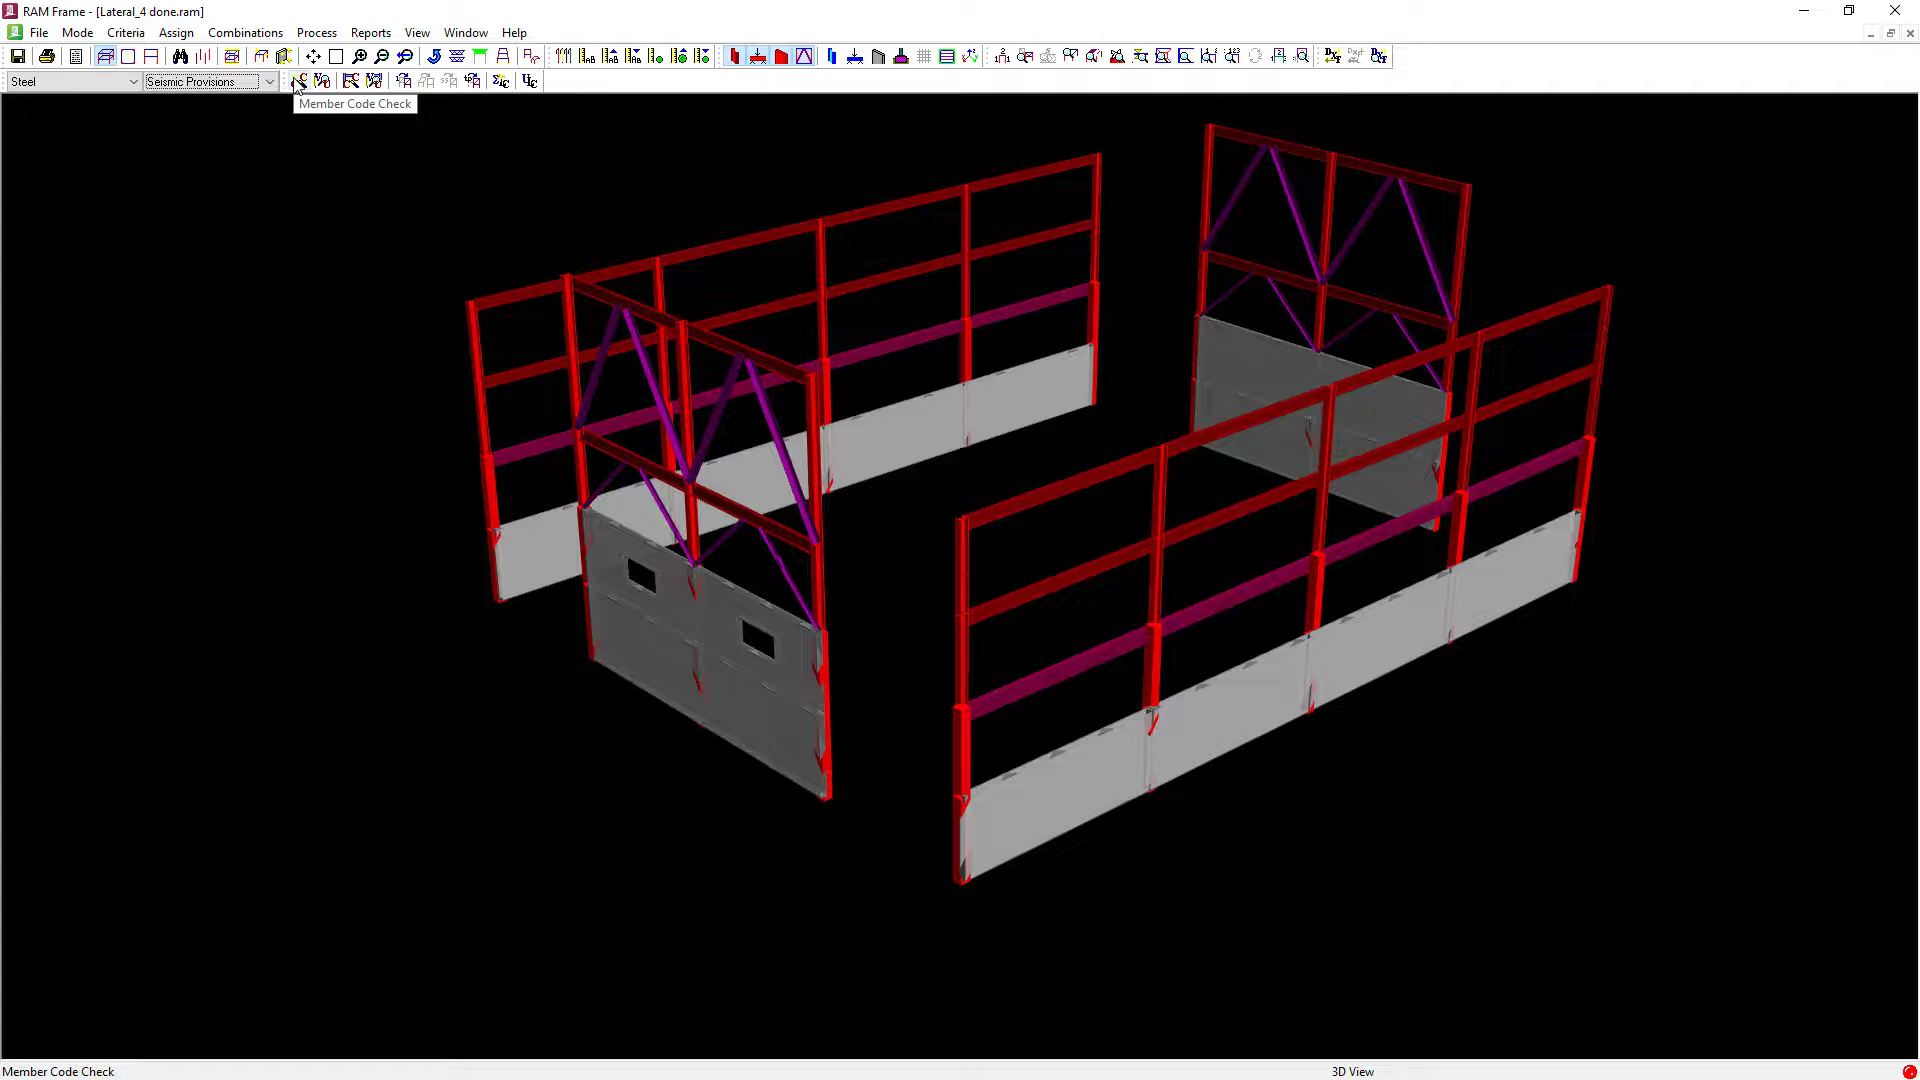 RAM Frame - [Lateral_4 done.ram]
File Mode Criteria Assign Combinations Process Reports View Window Help
Steel Seismic Provisions
Member Code Check
Member Code Check 3D View